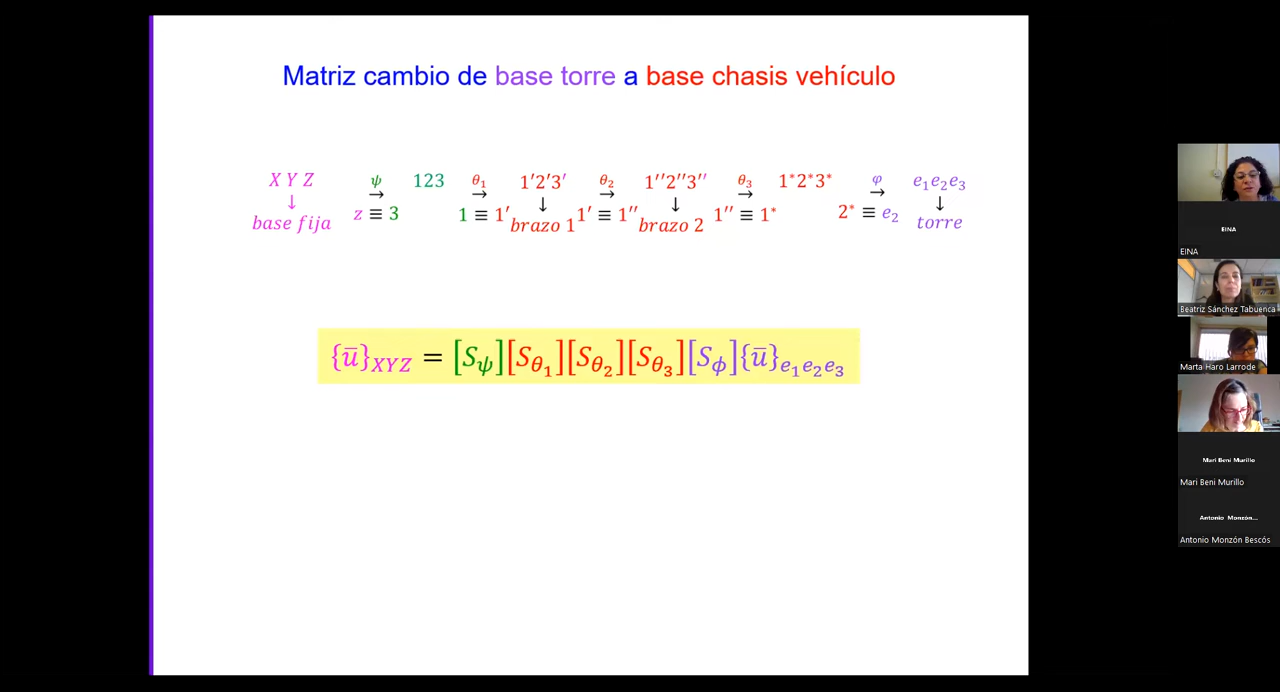 Matriz cambio de base torre a base chasis vehículo
X Y Z ψ 123 θ₁ 1′2′3′ θ₂ 1′′2′′3′′ θ₃ 1*2*3* φ e₁e₂e₃
↓ → → ↓ → ↓ → → ↓
base fija z ≡ 3 1 ≡ 1′ brazo 1 1′ ≡ 1′′ brazo 2 1′′ ≡ 1* 2* ≡ e₂ torre
{ū}XYZ = [Sψ][Sθ₁][Sθ₂][Sθ₃][Sϕ]{ū}e₁e₂e₃
EINA
EINA
Beatriz Sánchez Tabuenca
Marta Haro Larrode
Mari Beni Murillo
Mari Beni Murillo
Antonio Monzón...
Antonio Monzón Bescós